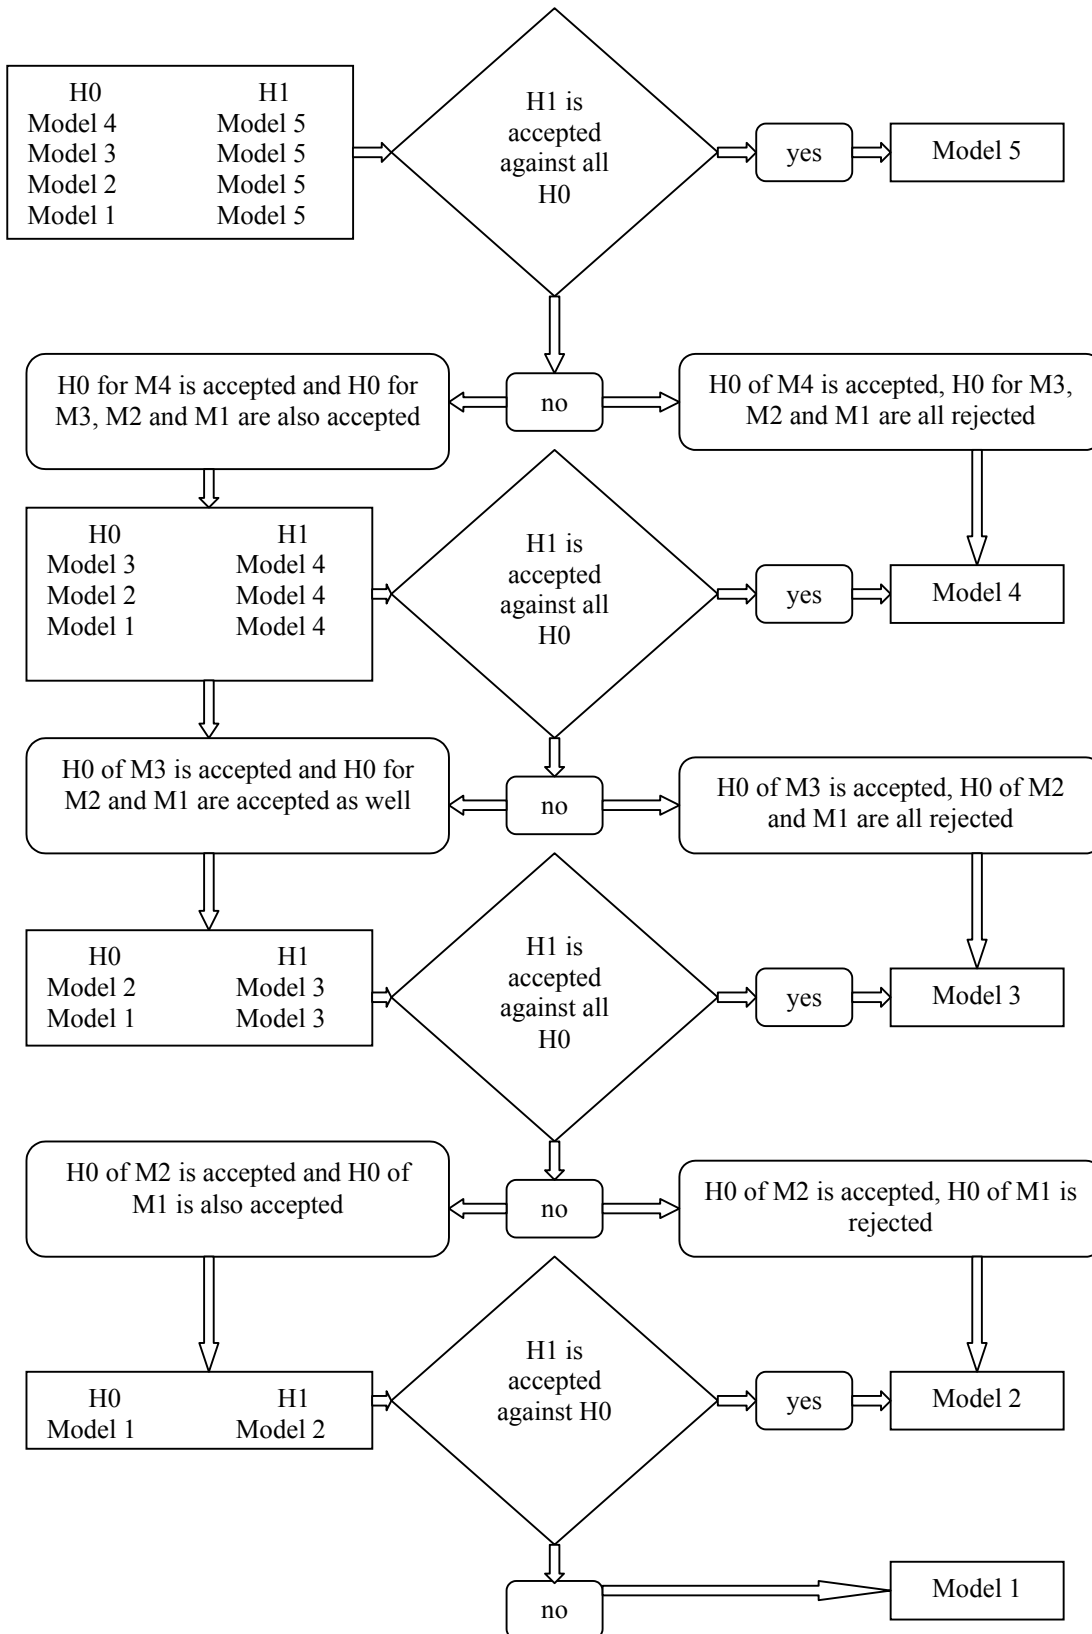 H0 H1
Model 4 Model 5
Model 3 Model 5
Model 2 Model 5
Model 1 Model 5
H1 is
accepted
against all
H0
yes
Model 5
H0 for M4 is accepted and H0 for
M3, M2 and M1 are also accepted
no
H0 of M4 is accepted, H0 for M3,
M2 and M1 are all rejected
H0 H1
Model 3 Model 4
Model 2 Model 4
Model 1 Model 4
H1 is
accepted
against all
H0
yes
Model 4
H0 of M3 is accepted and H0 for
M2 and M1 are accepted as well
no
H0 of M3 is accepted, H0 of M2
and M1 are all rejected
H0 H1
Model 2 Model 3
Model 1 Model 3
H1 is
accepted
against all
H0
yes
Model 3
H0 of M2 is accepted and H0 of
M1 is also accepted
no
H0 of M2 is accepted, H0 of M1 is
rejected
H0 H1
Model 1 Model 2
H1 is
accepted
against H0
yes
Model 2
no
Model 1